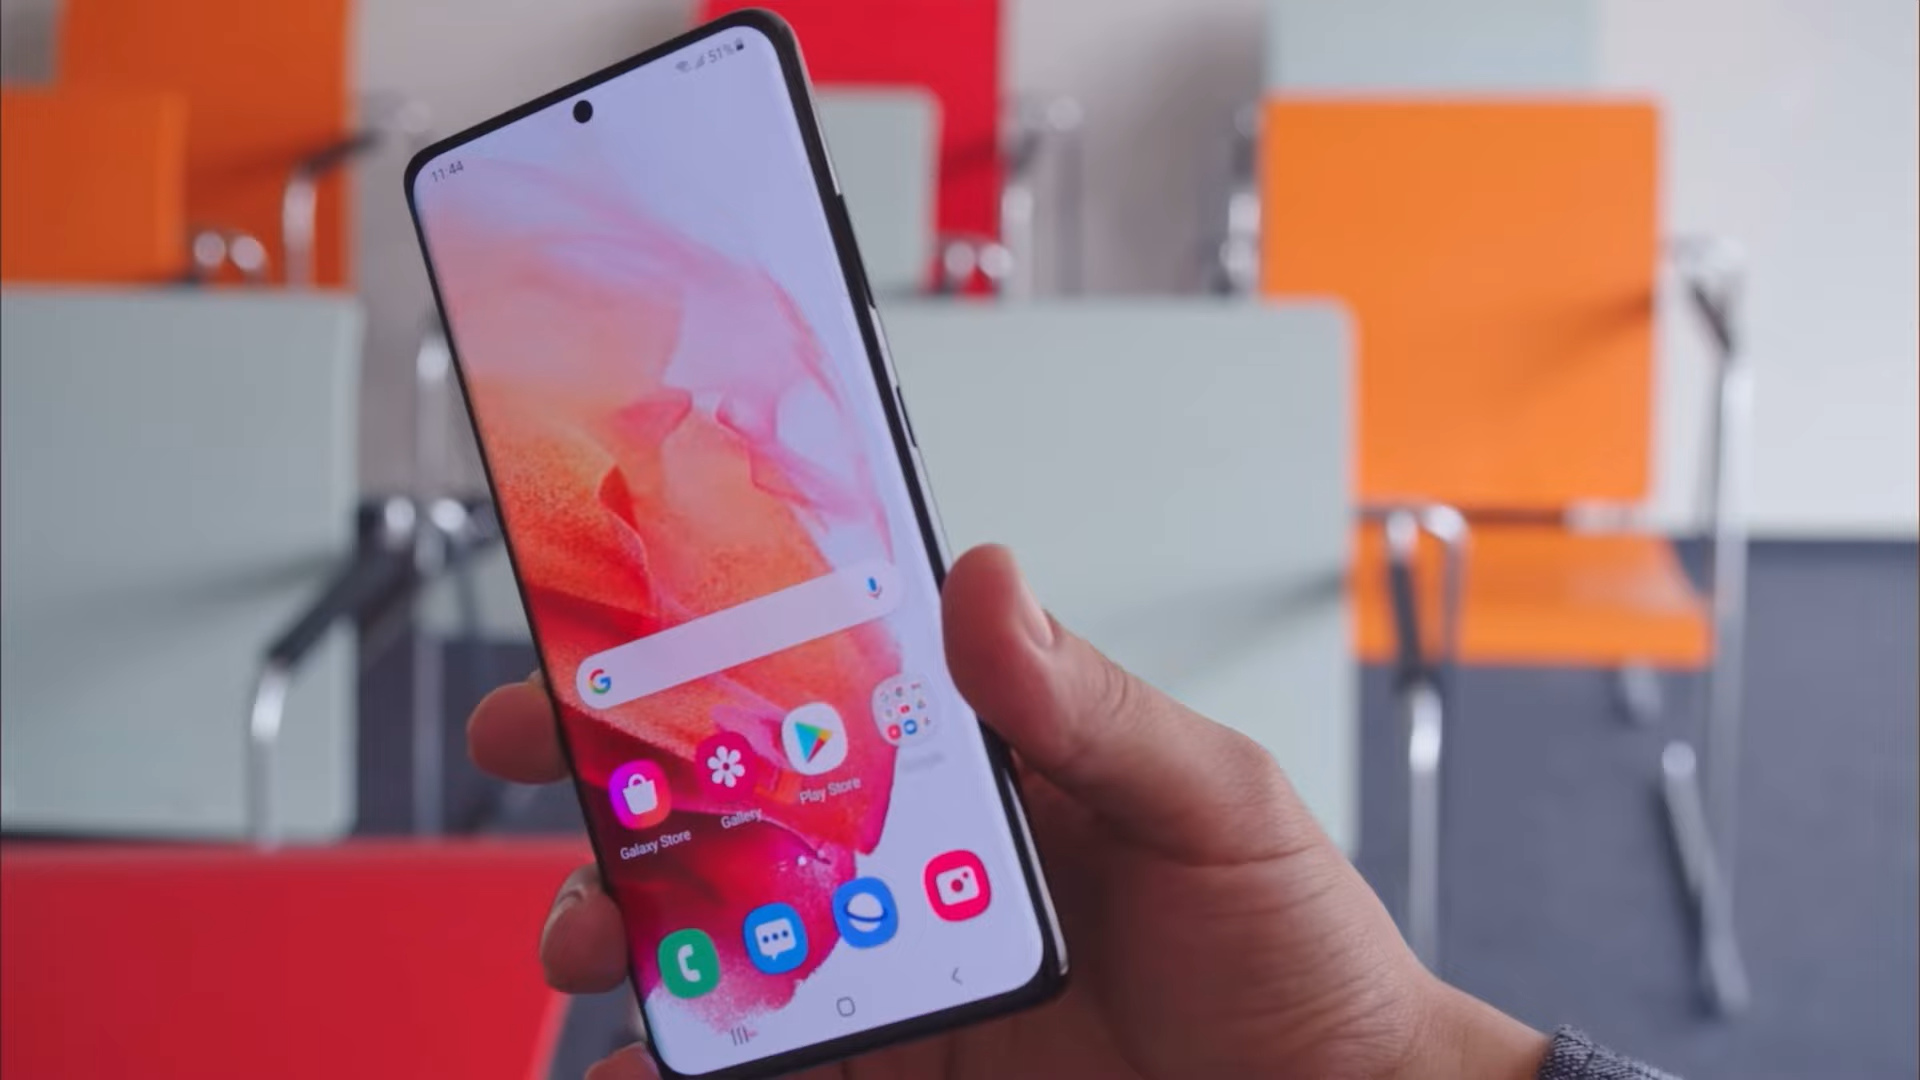 51%
11:44
G
Galaxy Store
Gallery
Play Store